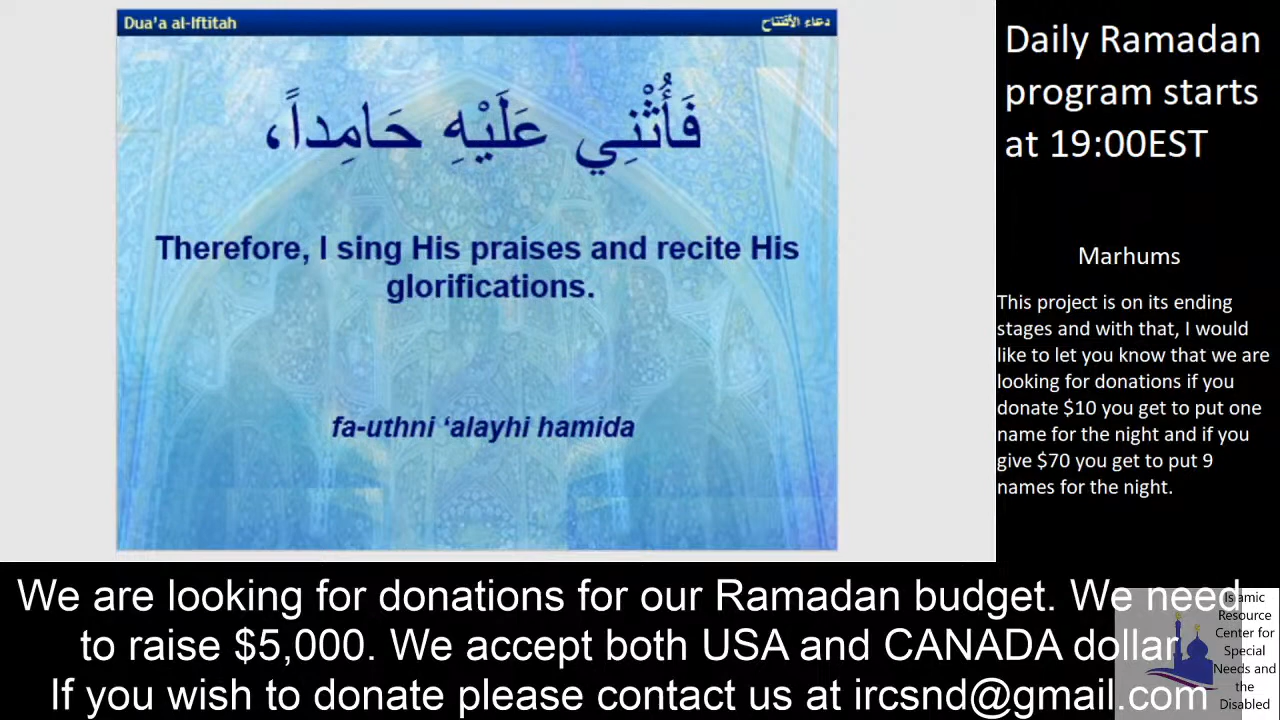 Dua'a al-Iftitah
دعاء الأفتتاح
فَأُثْنِي عَلَيْهِ حَامِداً،
Therefore, I sing His praises and recite His
glorifications.
fa-uthni ‘alayhi hamida
Daily Ramadan
program starts
at 19:00EST
Marhums
This project is on its ending
stages and with that, I would
like to let you know that we are
looking for donations if you
donate $10 you get to put one
name for the night and if you
give $70 you get to put 9
names for the night.
We are looking for donations for our Ramadan budget. We need
to raise $5,000. We accept both USA and CANADA dollar
If you wish to donate please contact us at ircsnd@gmail.com
Islamic
Resource
Center for
Special
Needs and
the
Disabled